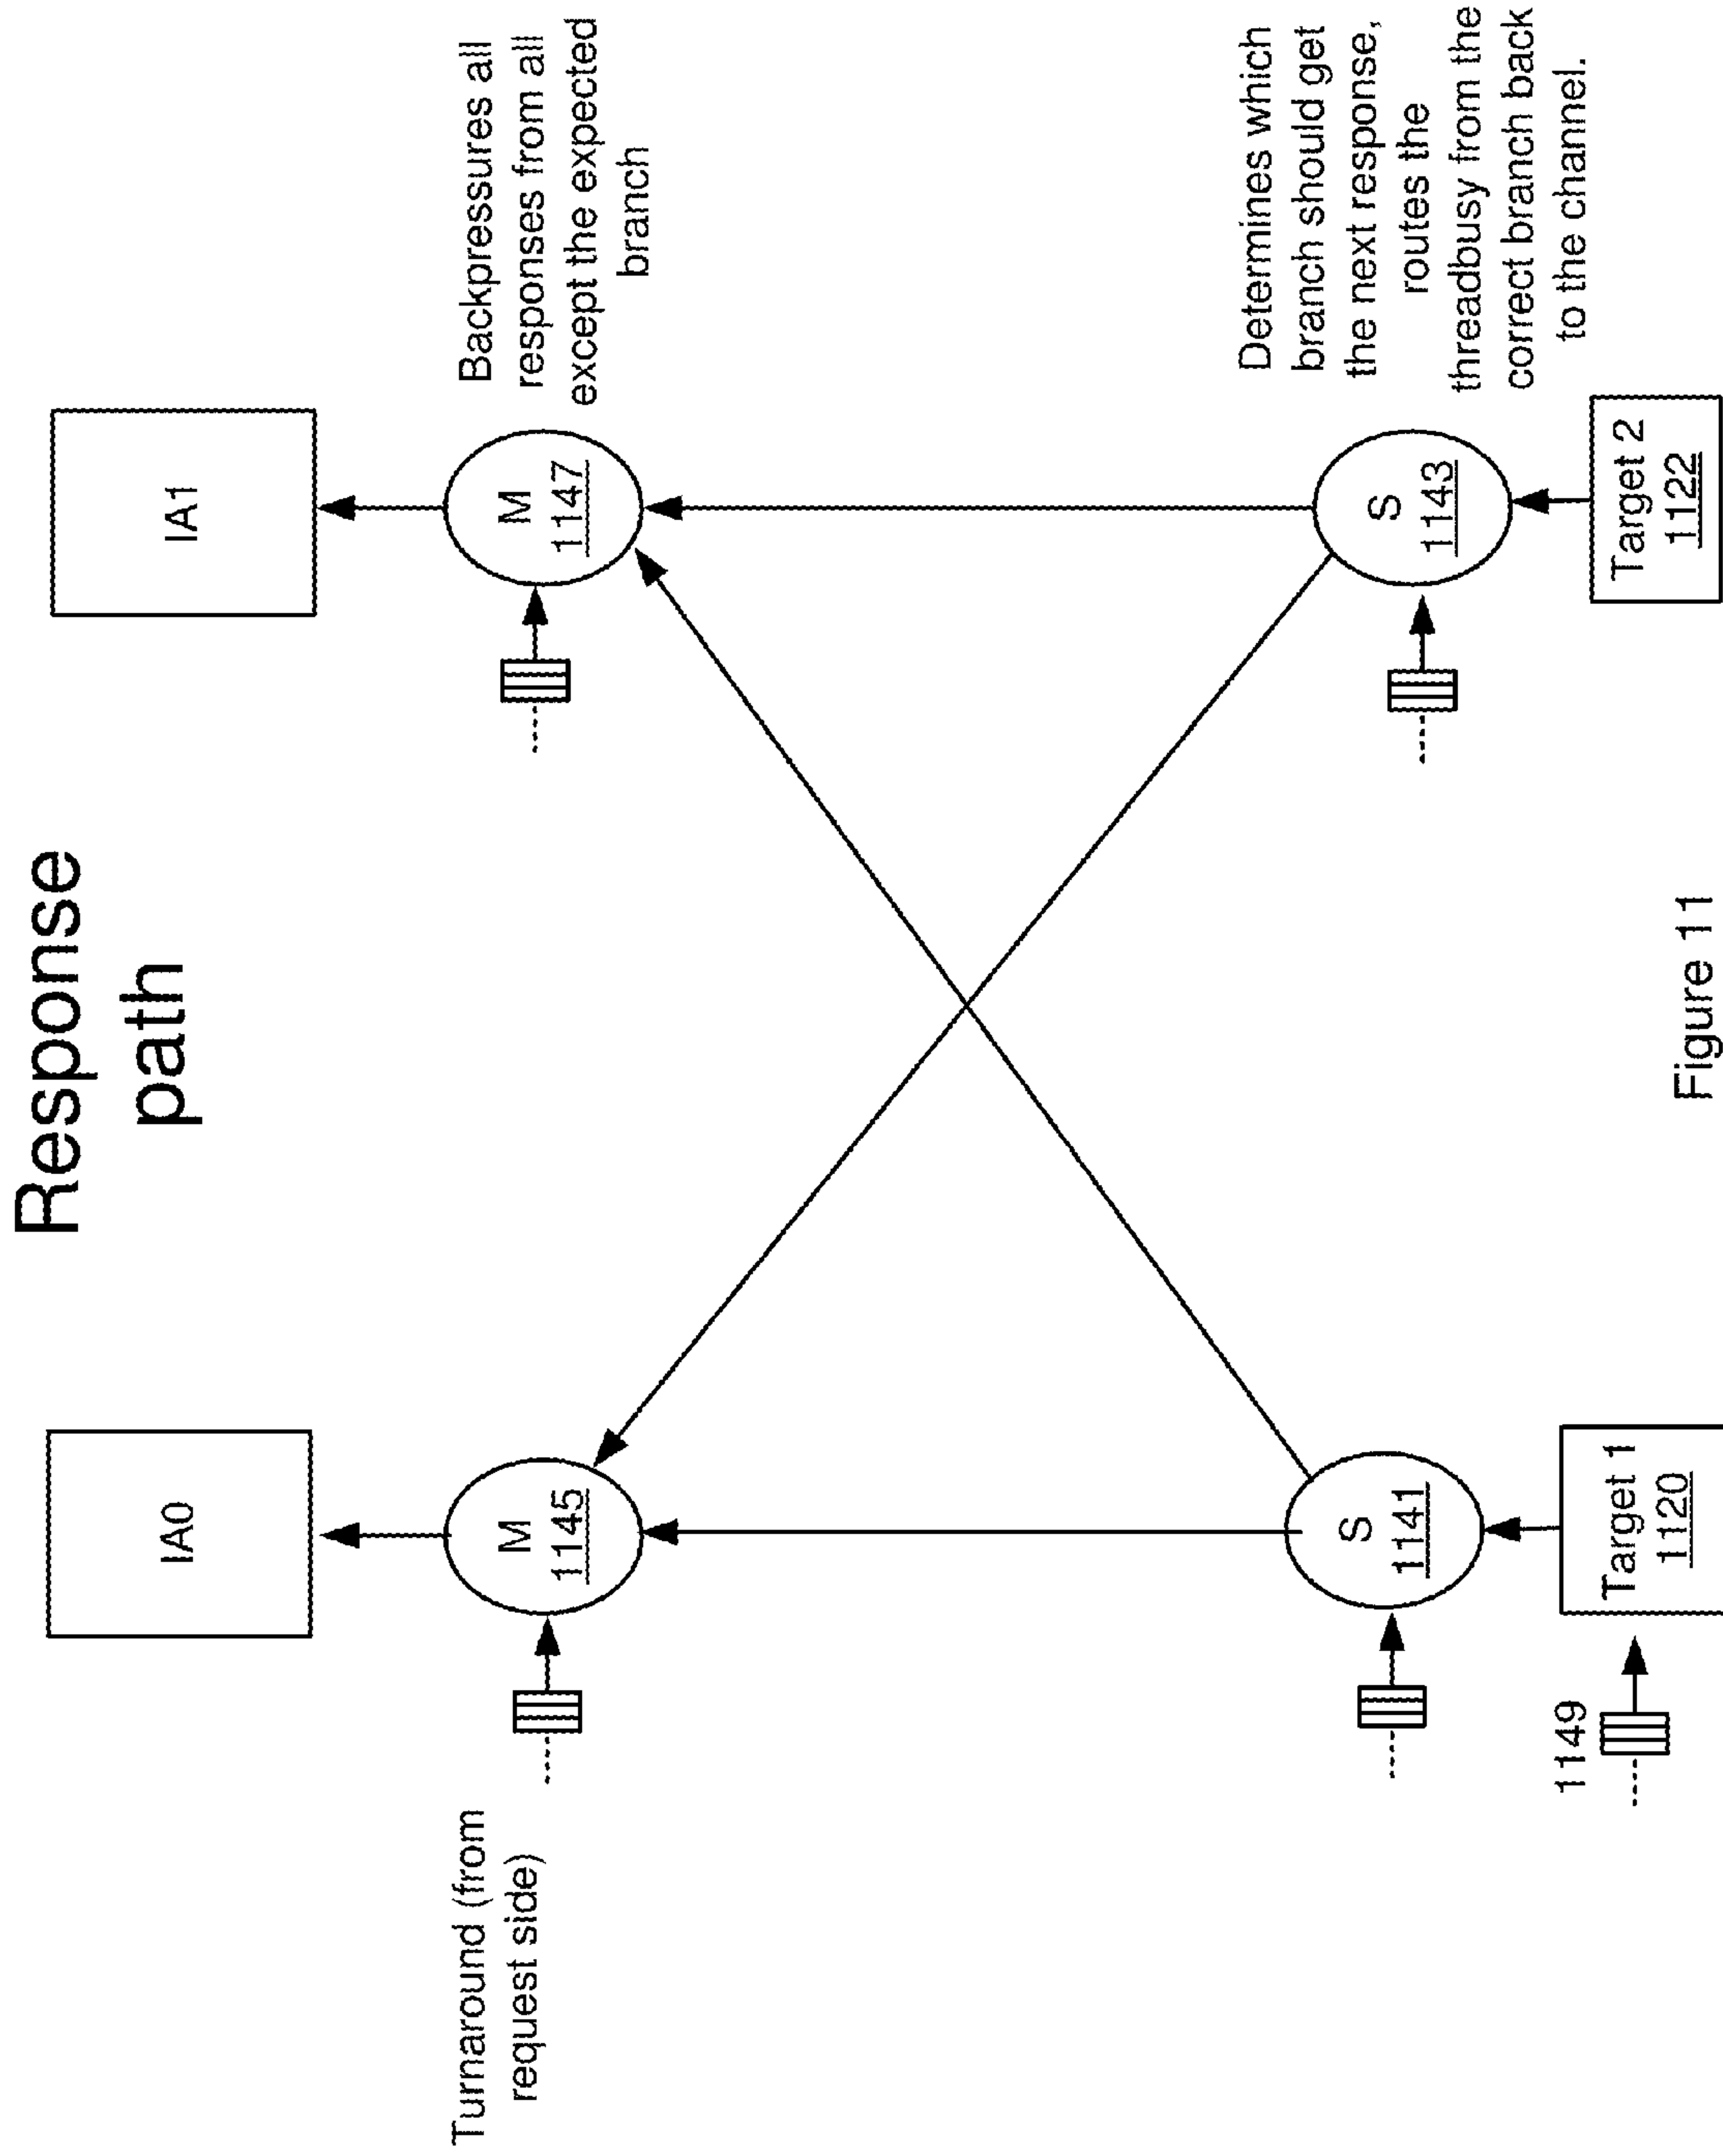 Response
path
IA0
IA1
Turnaround (from
request side)
M
1145
M
1147
Backpressures all
responses from all
except the expected
branch
S
1141
S
1143
Determines which
branch should get
the next response,
routes the
threadbusy from the
correct branch back
to the channel.
1149
Target 1
1120
Target 2
1122
Figure 11